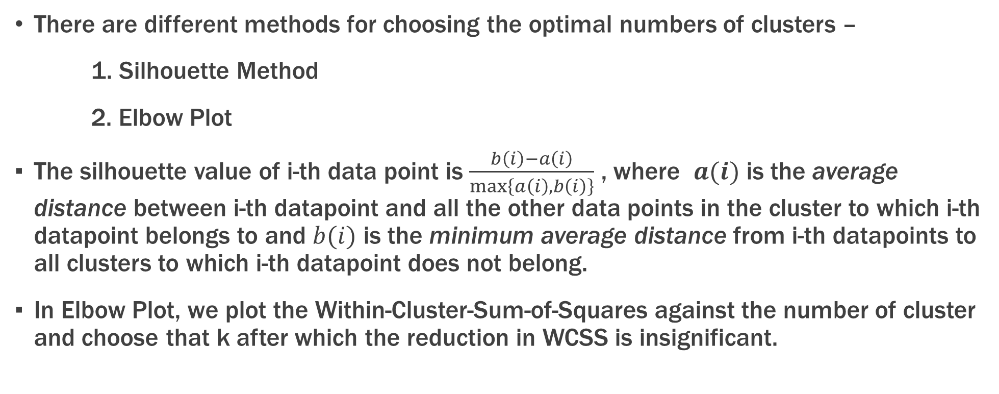 • There are different methods for choosing the optimal numbers of clusters –
1. Silhouette Method
2. Elbow Plot
▪ The silhouette value of i-th data point is \frac{b(i)−a(i)}{max{a(i),b(i)}} , where a(i) is the average
distance between i-th datapoint and all the other data points in the cluster to which i-th
datapoint belongs to and b(i) is the minimum average distance from i-th datapoints to
all clusters to which i-th datapoint does not belong.
▪ In Elbow Plot, we plot the Within-Cluster-Sum-of-Squares against the number of cluster
and choose that k after which the reduction in WCSS is insignificant.